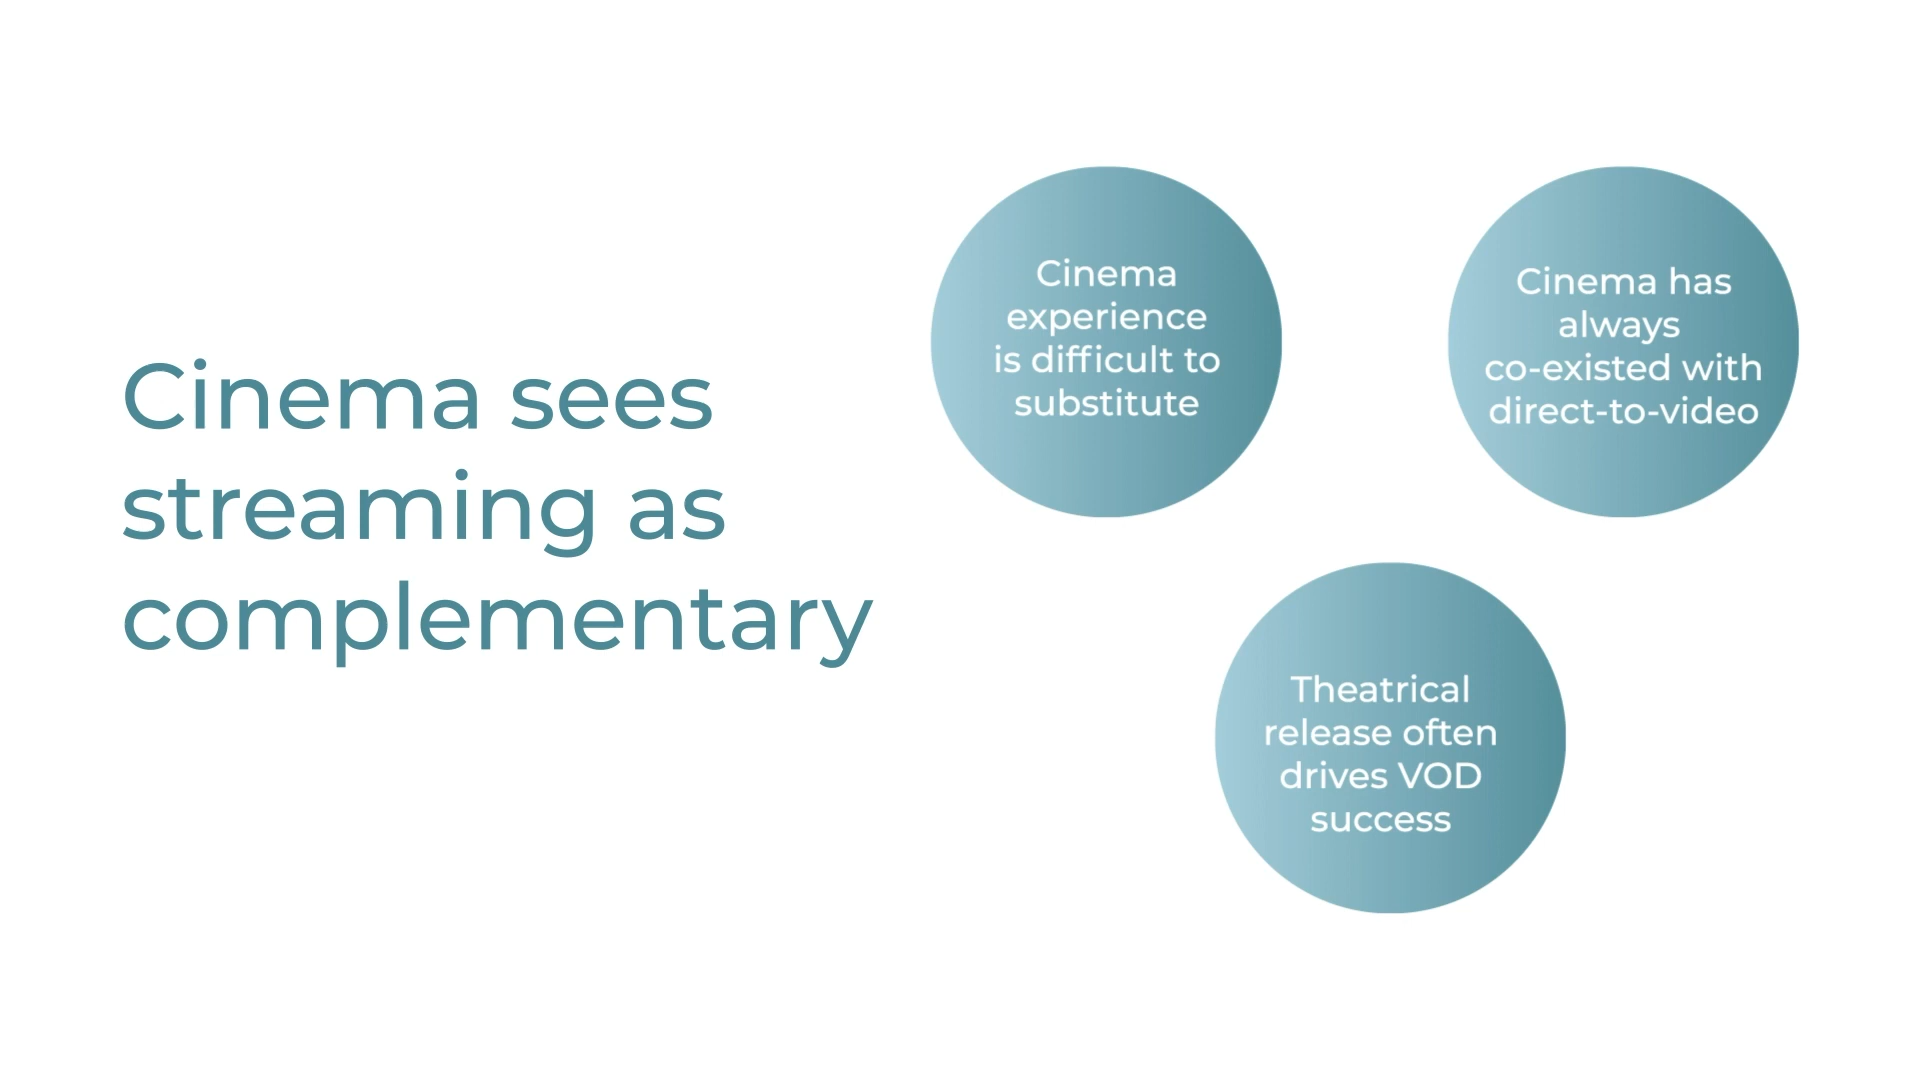 Cinema sees
streaming as
complementary
Cinema
experience
is difficult to
substitute
Cinema has
always
co-existed with
direct-to-video
Theatrical
release often
drives VOD
success